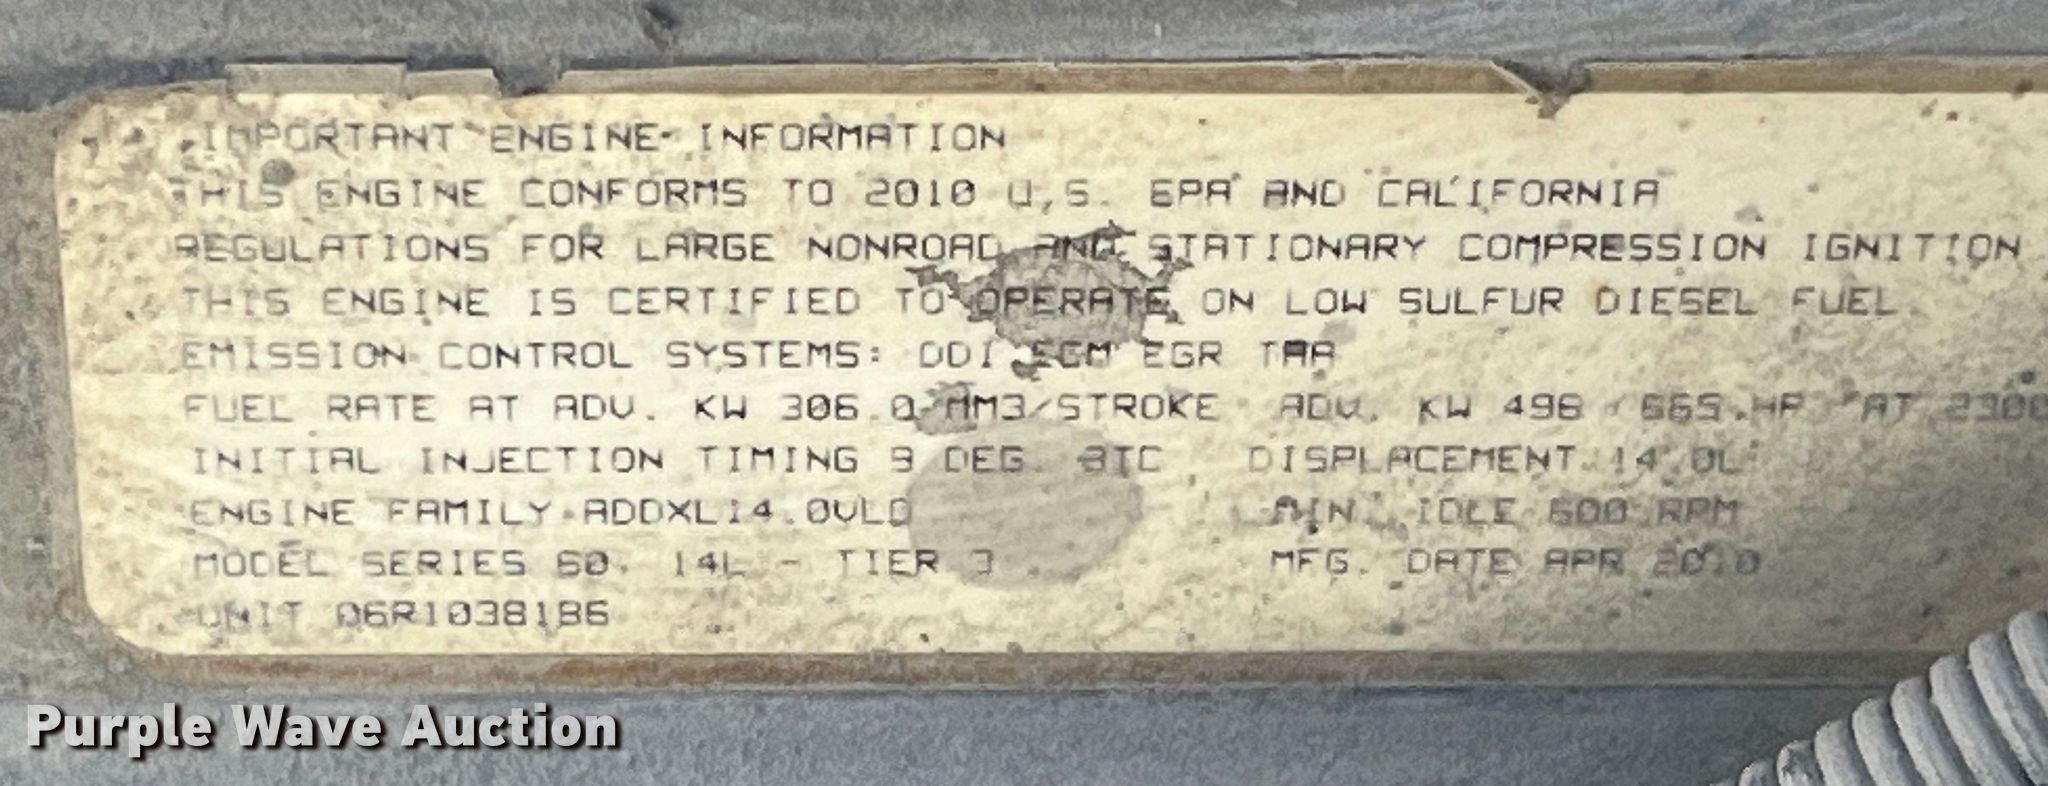 IMPORTANT ENGINE INFORMATION
THIS ENGINE CONFORMS TO 2010 U.S. EPA AND CALIFORNIA
REGULATIONS FOR LARGE NONROAD AND STATIONARY COMPRESSION IGNITION
THIS ENGINE IS CERTIFIED TO OPERATE ON LOW SULFUR DIESEL FUEL
EMISSION CONTROL SYSTEMS: DDI ECM EGR TAA
FUEL RATE AT ADV. KW 306.0 MM3/STROKE ADV. KW 496 / 665 HP AT 2300
INITIAL INJECTION TIMING 9 DEG. BTC DISPLACEMENT 14.0L
ENGINE FAMILY ADDXL14.0VLD MIN. IDLE 600 RPM
MODEL SERIES 60, 14L - TIER 3 MFG. DATE APR 2010
UNIT 06R1038186
Purple Wave Auction